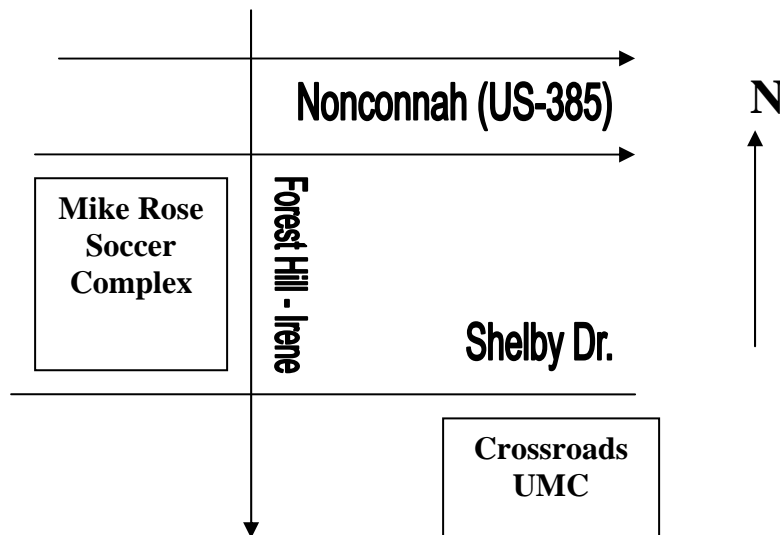 Nonconnah (US-385)
N
Mike Rose
Soccer
Complex
Forest Hill - Irene
Shelby Dr.
Crossroads
UMC